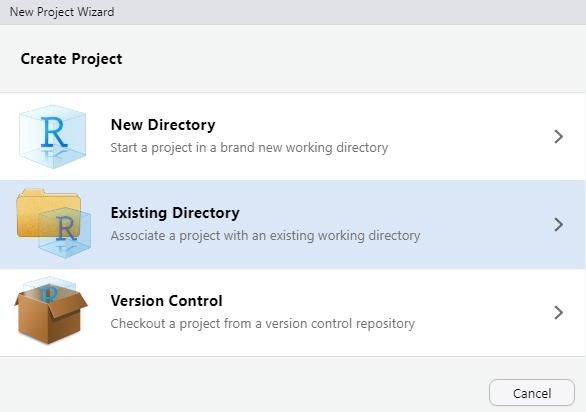 New Project Wizard
Create Project
R
New Directory
Start a project in a brand new working directory
R
Existing Directory
Associate a project with an existing working directory
R
Version Control
Checkout a project from a version control repository
Cancel